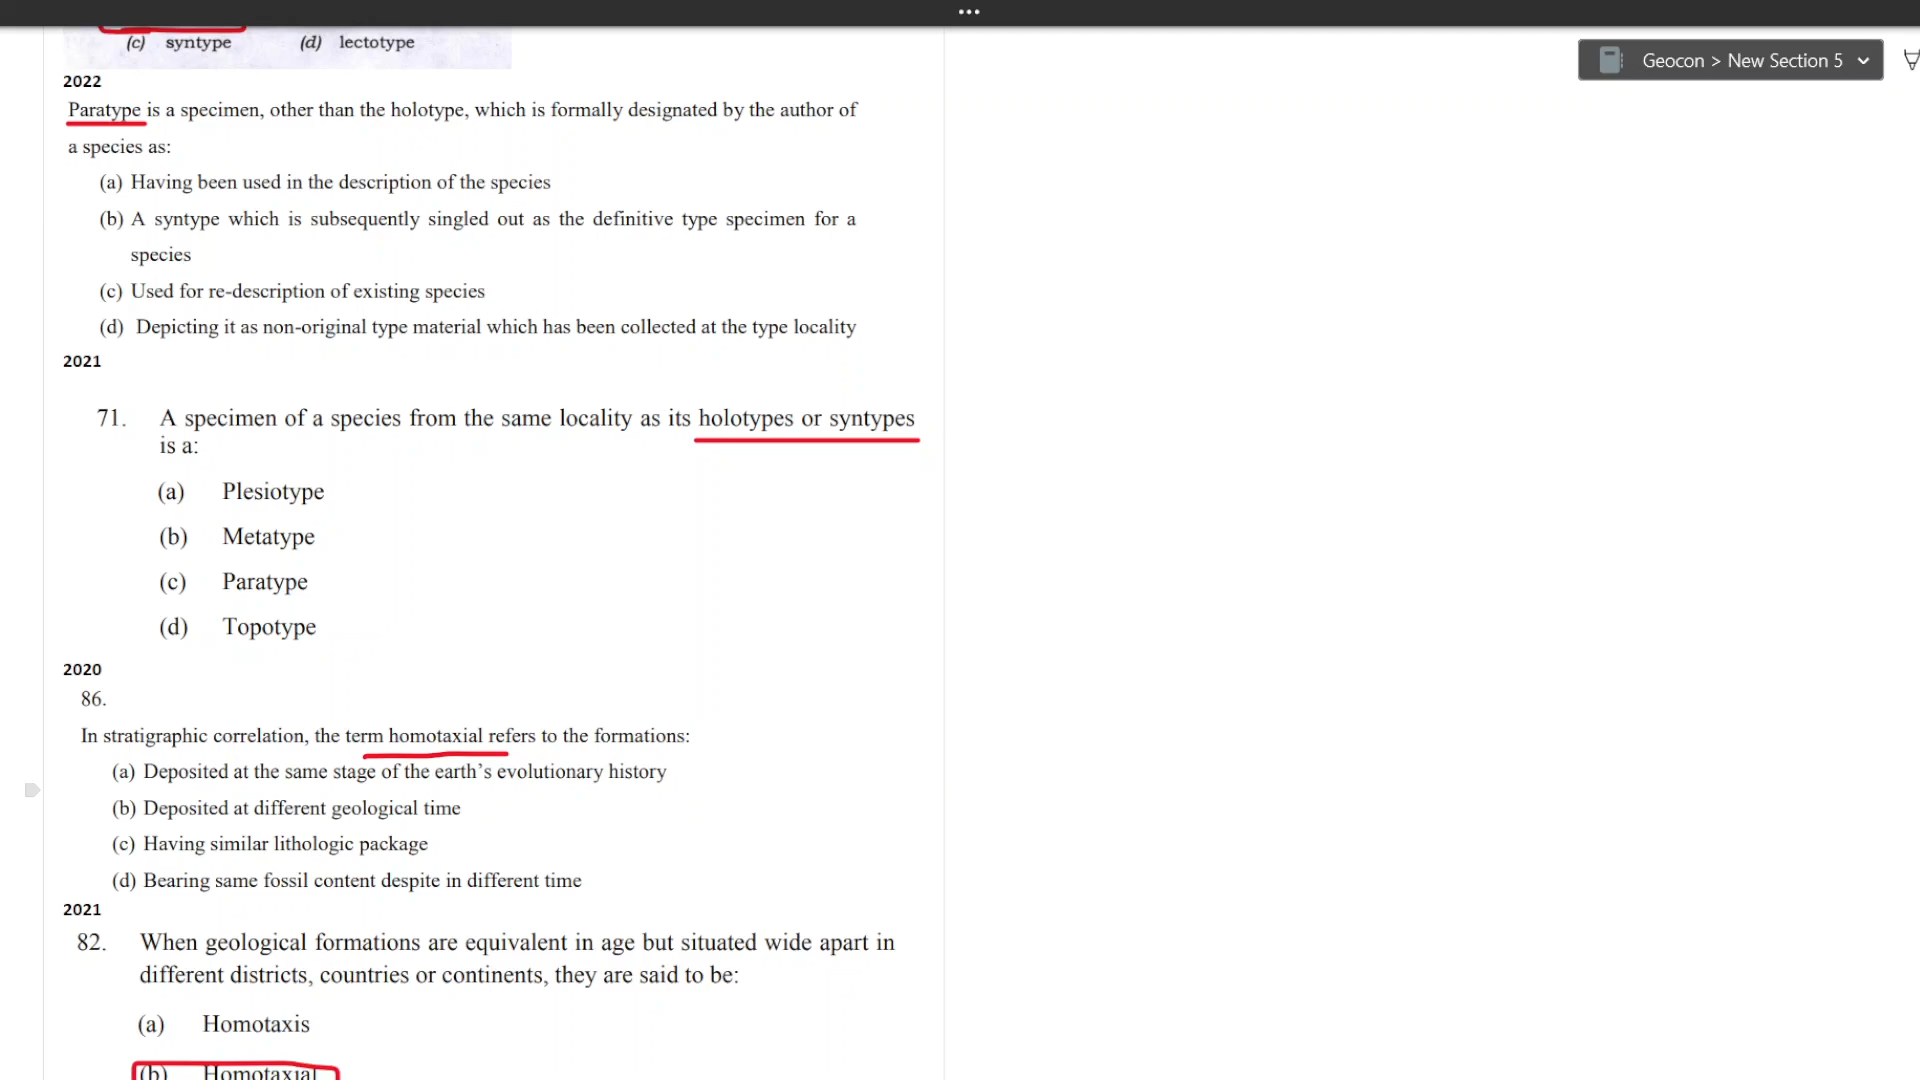 Geocon > New Section 5
(c) syntype (d) lectotype
2022
Paratype is a specimen, other than the holotype, which is formally designated by the author of
a species as:
(a) Having been used in the description of the species
(b) A syntype which is subsequently singled out as the definitive type specimen for a
species
(c) Used for re-description of existing species
(d) Depicting it as non-original type material which has been collected at the type locality
2021
71. A specimen of a species from the same locality as its holotypes or syntypes
is a:
(a) Plesiotype
(b) Metatype
(c) Paratype
(d) Topotype
2020
86.
In stratigraphic correlation, the term homotaxial refers to the formations:
(a) Deposited at the same stage of the earth’s evolutionary history
(b) Deposited at different geological time
(c) Having similar lithologic package
(d) Bearing same fossil content despite in different time
2021
82. When geological formations are equivalent in age but situated wide apart in
different districts, countries or continents, they are said to be:
(a) Homotaxis
(b) Homotaxial